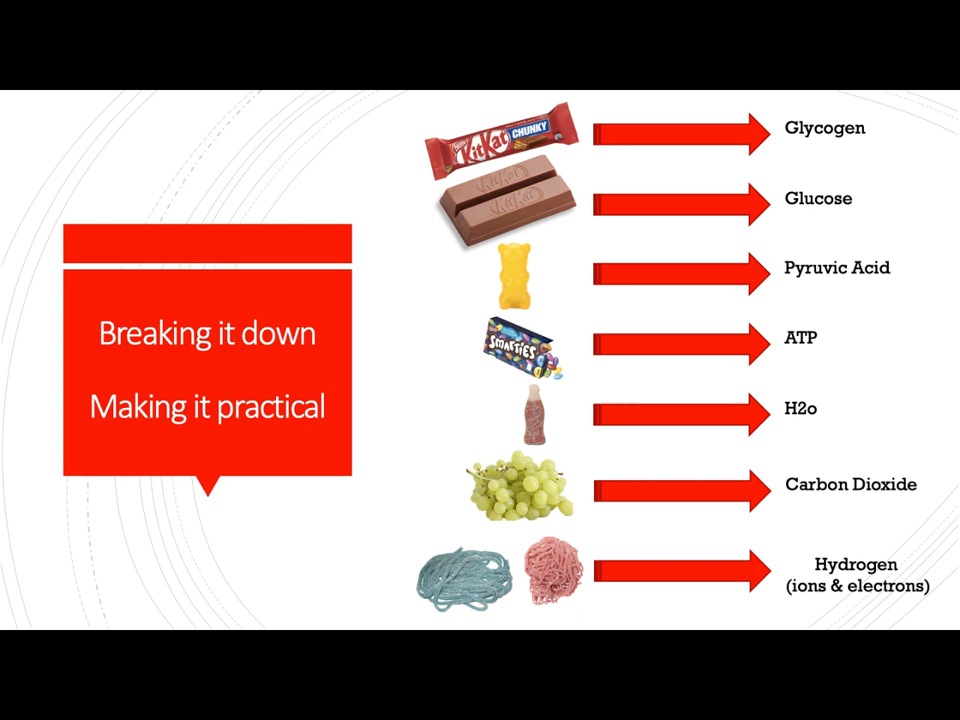 Breaking it down
Making it practical
KitKat CHUNKY
Glycogen
KitKat
KitKat
Glucose
Pyruvic Acid
SMARTIES
ATP
H2o
Carbon Dioxide
Hydrogen
(ions & electrons)